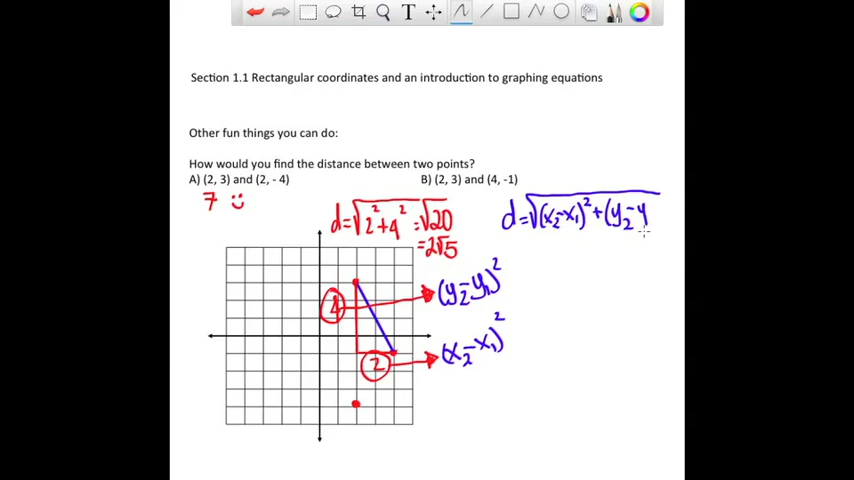 Section 1.1 Rectangular coordinates and an introduction to graphing equations
Other fun things you can do:
How would you find the distance between two points?
A) (2, 3) and (2, - 4) B) (2, 3) and (4, -1)
7 :) d=√(2²+4²) =√20 d=√((x₂-x₁)²+(y₂-y
=2√5
4 (y₂-y₁)²
2 (x₂-x₁)²